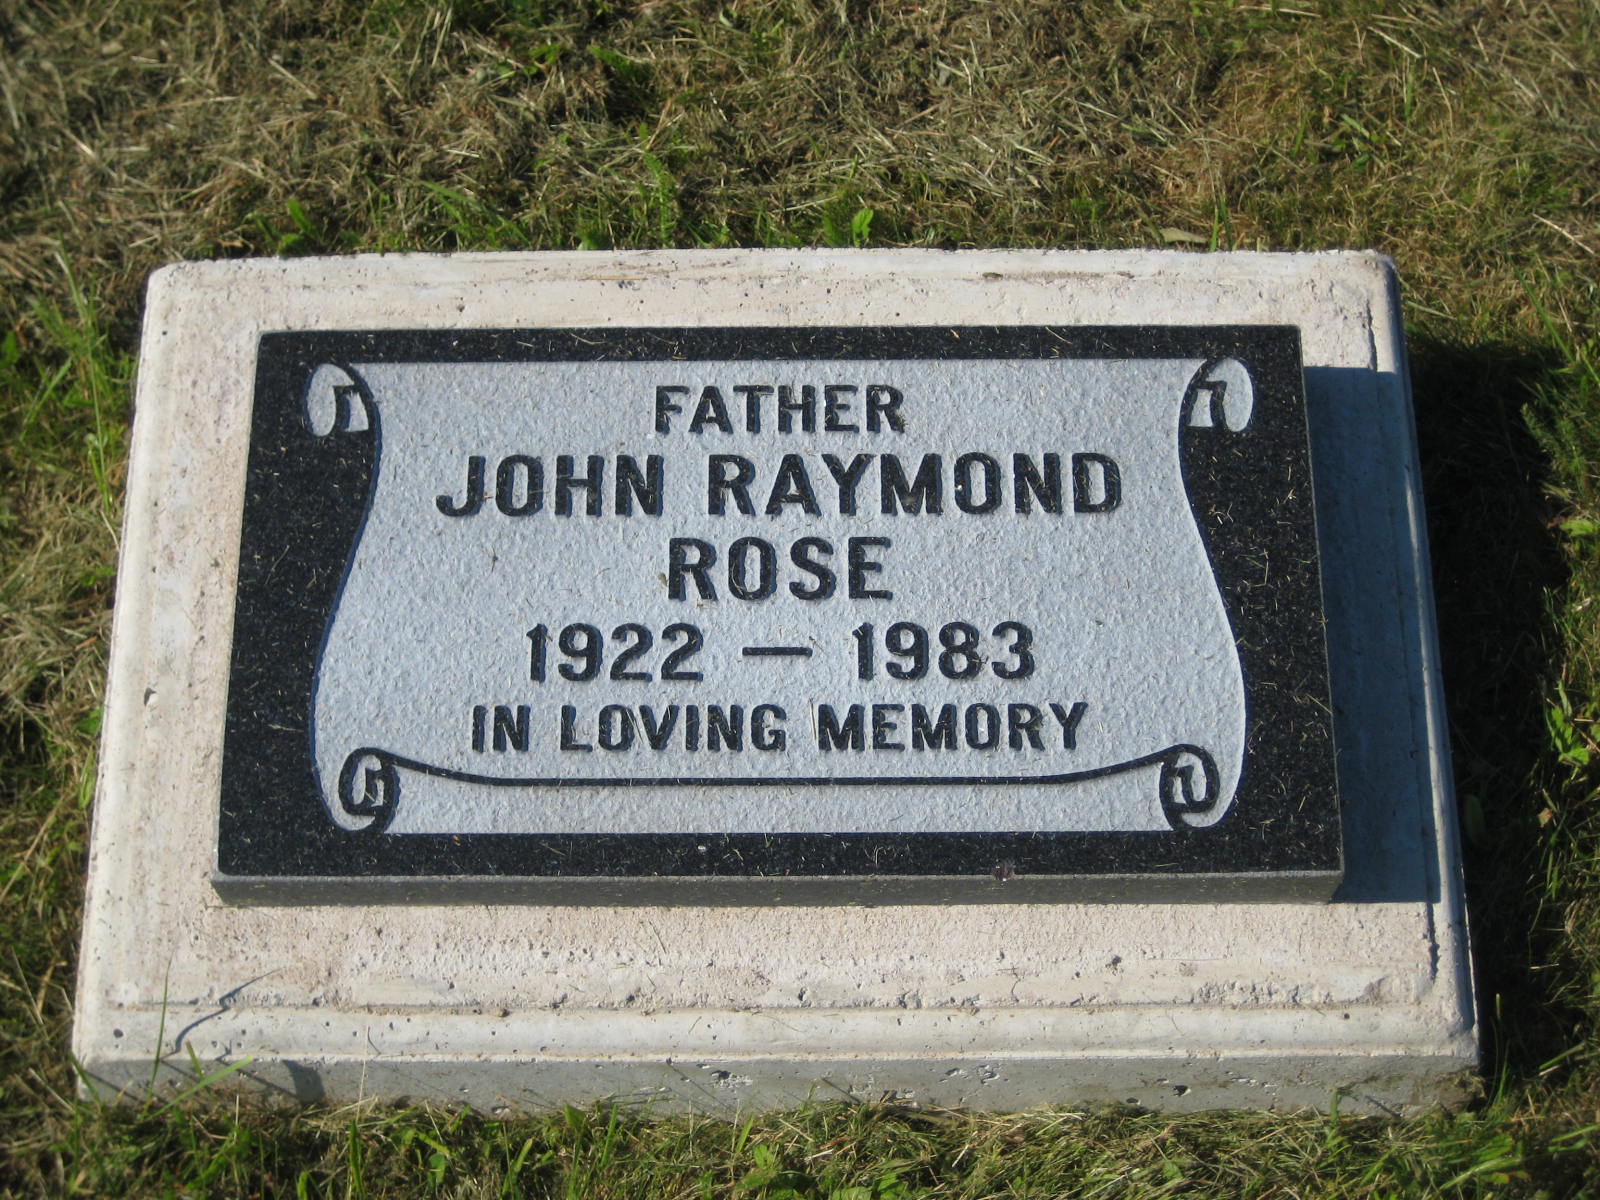 FATHER
JOHN RAYMOND
ROSE
1922 — 1983
IN LOVING MEMORY